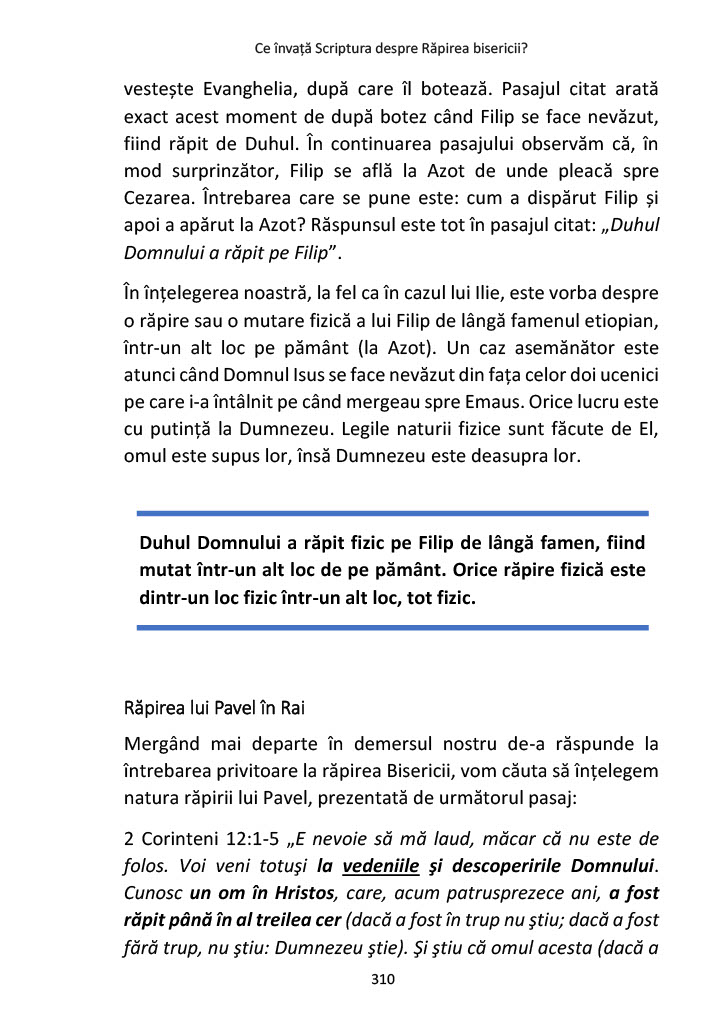 Ce învață Scriptura despre Răpirea bisericii?
vestește Evanghelia, după care îl botează. Pasajul citat arată
exact acest moment de după botez când Filip se face nevăzut,
fiind răpit de Duhul. În continuarea pasajului observăm că, în
mod surprinzător, Filip se află la Azot de unde pleacă spre
Cezarea. Întrebarea care se pune este: cum a dispărut Filip și
apoi a apărut la Azot? Răspunsul este tot în pasajul citat: „Duhul
Domnului a răpit pe Filip”.
În înțelegerea noastră, la fel ca în cazul lui Ilie, este vorba despre
o răpire sau o mutare fizică a lui Filip de lângă famenul etiopian,
într-un alt loc pe pământ (la Azot). Un caz asemănător este
atunci când Domnul Isus se face nevăzut din fața celor doi ucenici
pe care i-a întâlnit pe când mergeau spre Emaus. Orice lucru este
cu putință la Dumnezeu. Legile naturii fizice sunt făcute de El,
omul este supus lor, însă Dumnezeu este deasupra lor.
Duhul Domnului a răpit fizic pe Filip de lângă famen, fiind
mutat într-un alt loc de pe pământ. Orice răpire fizică este
dintr-un loc fizic într-un alt loc, tot fizic.
Răpirea lui Pavel în Rai
Mergând mai departe în demersul nostru de-a răspunde la
întrebarea privitoare la răpirea Bisericii, vom căuta să înțelegem
natura răpirii lui Pavel, prezentată de următorul pasaj:
2 Corinteni 12:1-5 „E nevoie să mă laud, măcar că nu este de
folos. Voi veni totuşi la vedeniile şi descoperirile Domnului.
Cunosc un om în Hristos, care, acum patrusprezece ani, a fost
răpit până în al treilea cer (dacă a fost în trup nu ştiu; dacă a fost
fără trup, nu ştiu: Dumnezeu ştie). Şi ştiu că omul acesta (dacă a
310